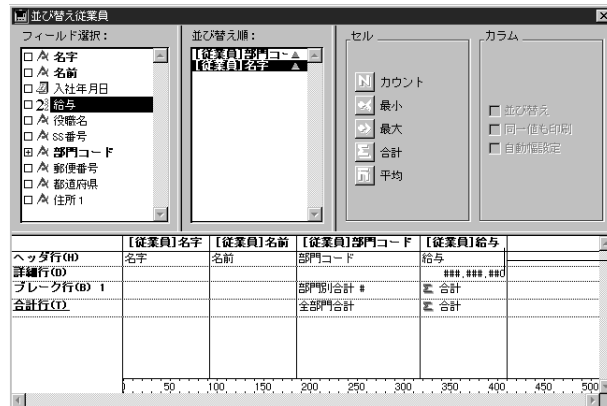 並び替え従業員
フィールド選択：
名字
名前
入社年月日
給与
役職名
SS番号
部門コード
郵便番号
都道府県
住所1
並び替え順：
[従業員]部門コー
[従業員]名字
セル
カウント
最小
最大
合計
平均
カラム
並び替え
同一値も印刷
自動幅設定
[従業員]名字 [従業員]名前 [従業員]部門コード [従業員]給与
ヘッダ行(H) 名字 名前 部門コード 給与
詳細行(D) ###,###,##0
ブレーク行(B) 1 部門別合計 # Σ 合計
合計行(T) 全部門合計 Σ 合計
50 100 150 200 250 300 350 400 450 500